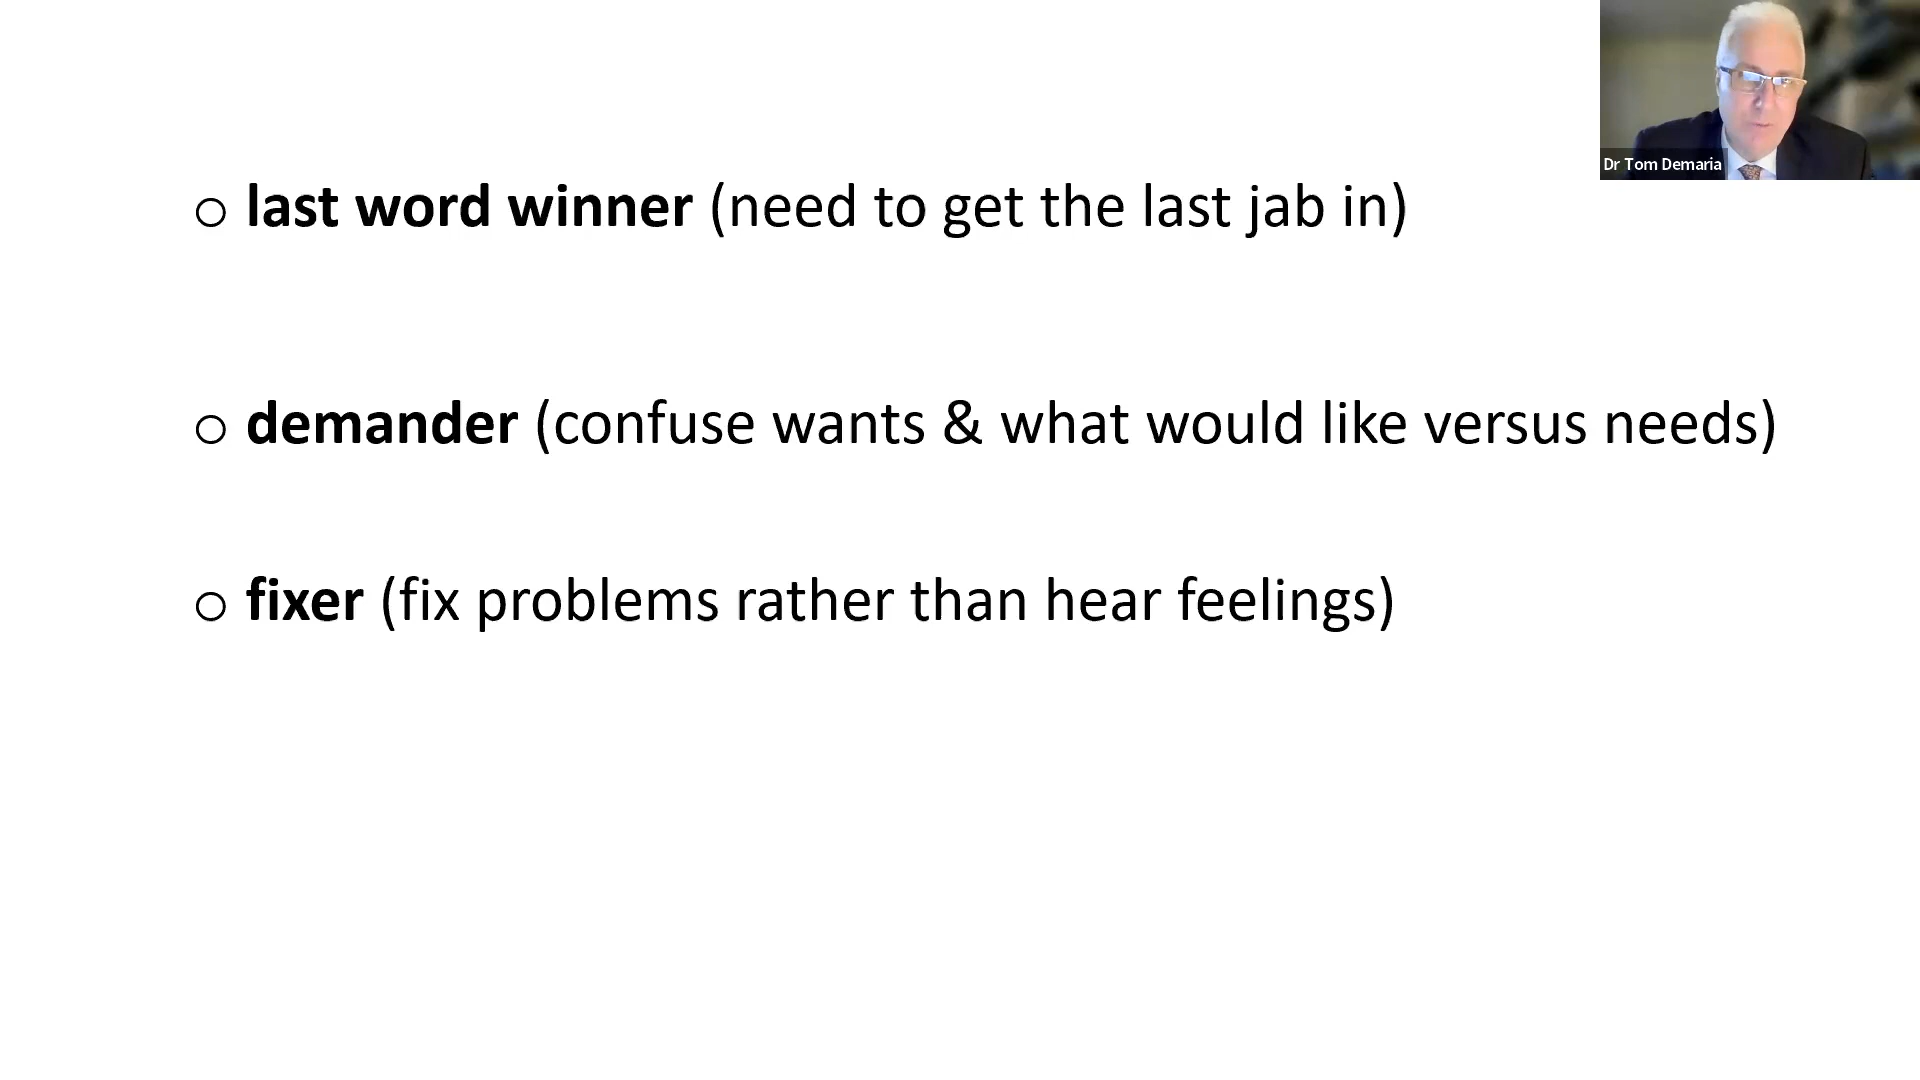 Dr Tom Demaria
o last word winner (need to get the last jab in)
o demander (confuse wants & what would like versus needs)
o fixer (fix problems rather than hear feelings)